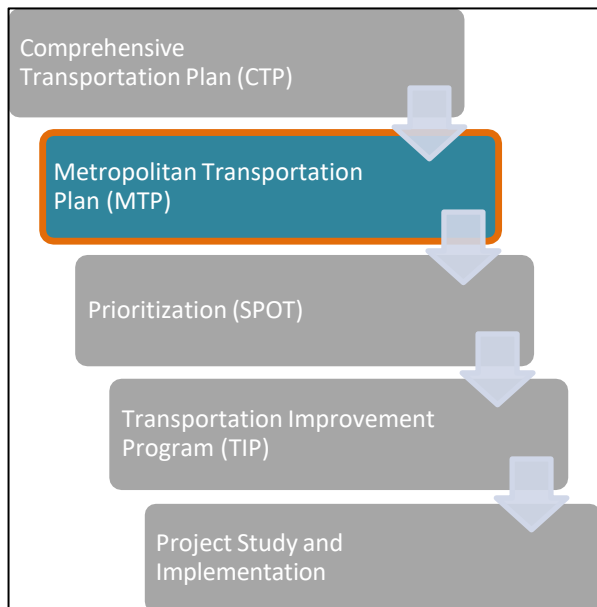 Comprehensive
Transportation Plan (CTP)
Metropolitan Transportation
Plan (MTP)
Prioritization (SPOT)
Transportation Improvement
Program (TIP)
Project Study and
Implementation